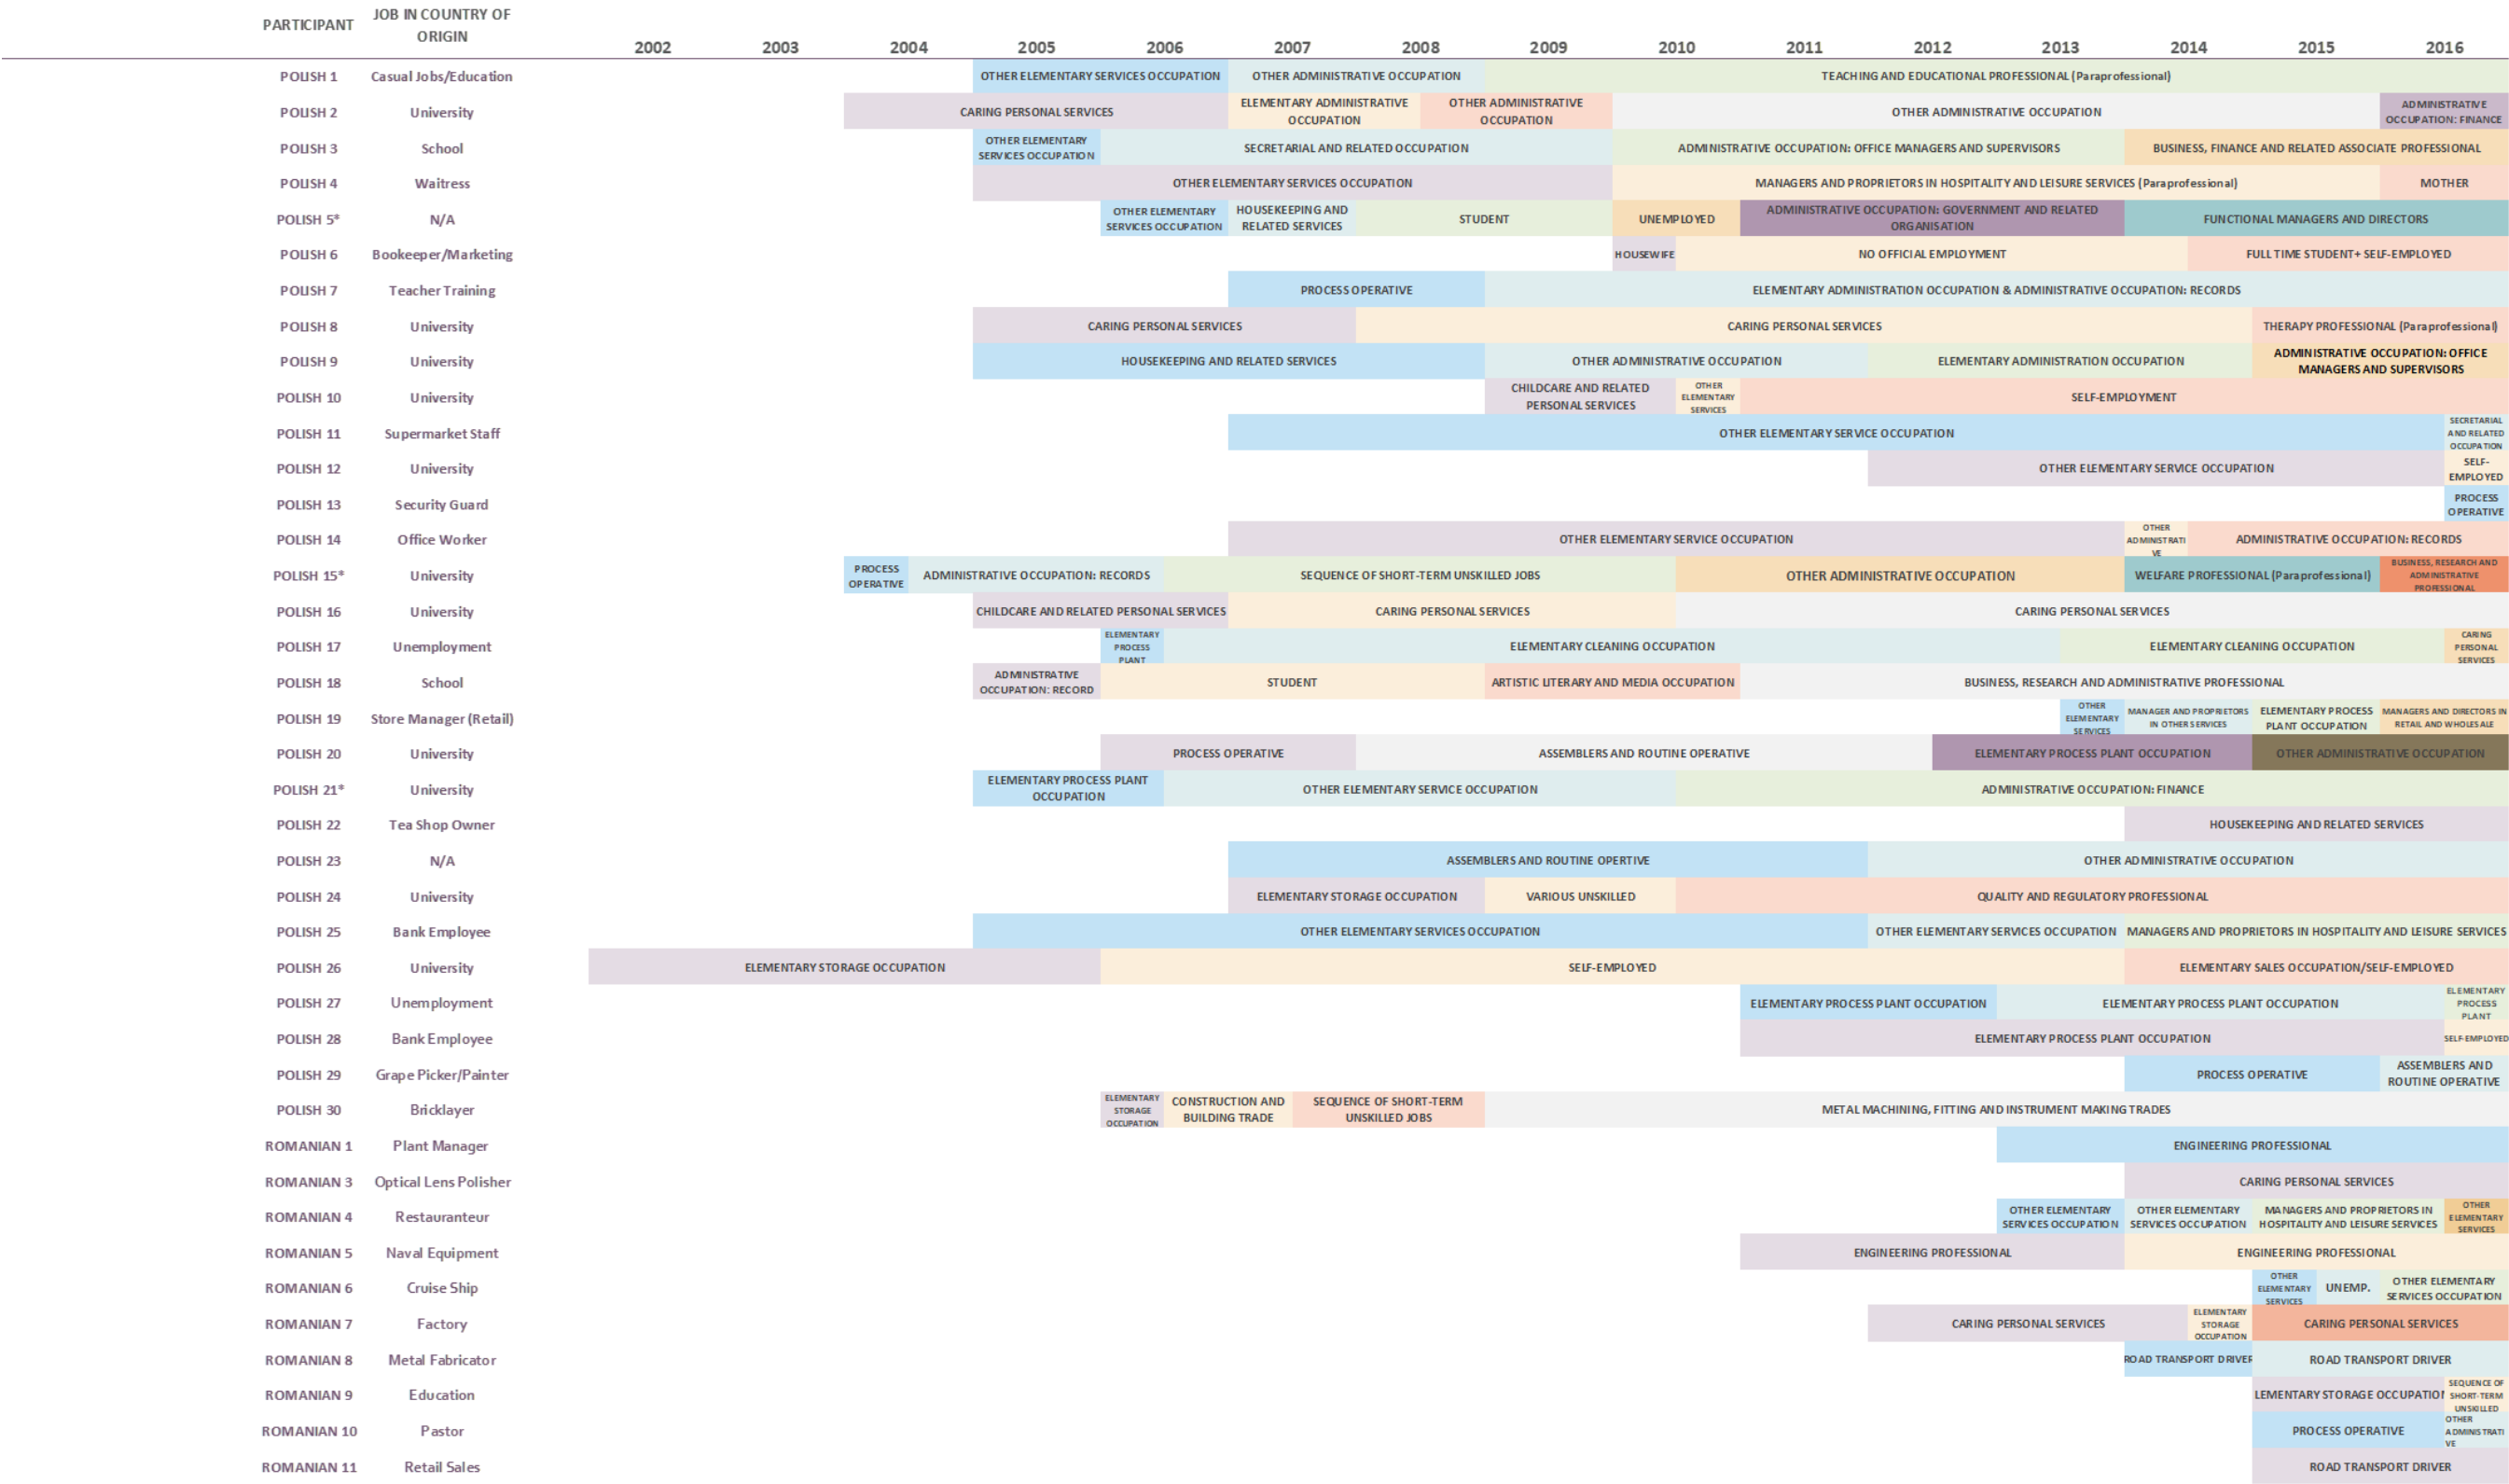 PARTICIPANT JOB IN COUNTRY OF ORIGIN 2002 2003 2004 2005 2006 2007 2008 2009 2010 2011 2012 2013 2014 2015 2016
POLISH 1 Casual Jobs/Education OTHER ELEMENTARY SERVICES OCCUPATION OTHER ADMINISTRATIVE OCCUPATION TEACHING AND EDUCATIONAL PROFESSIONAL (Paraprofessional)
POLISH 2 University CARING PERSONAL SERVICES ELEMENTARY ADMINISTRATIVE OCCUPATION OTHER ADMINISTRATIVE OCCUPATION OTHER ADMINISTRATIVE OCCUPATION ADMINISTRATIVE OCCUPATION: FINANCE
POLISH 3 School OTHER ELEMENTARY SERVICES OCCUPATION SECRETARIAL AND RELATED OCCUPATION ADMINISTRATIVE OCCUPATION: OFFICE MANAGERS AND SUPERVISORS BUSINESS, FINANCE AND RELATED ASSOCIATE PROFESSIONAL
POLISH 4 Waitress OTHER ELEMENTARY SERVICES OCCUPATION MANAGERS AND PROPRIETORS IN HOSPITALITY AND LEISURE SERVICES (Paraprofessional) MOTHER
POLISH 5* N/A OTHER ELEMENTARY SERVICES OCCUPATION HOUSEKEEPING AND RELATED SERVICES STUDENT UNEMPLOYED ADMINISTRATIVE OCCUPATION: GOVERNMENT AND RELATED ORGANISATION FUNCTIONAL MANAGERS AND DIRECTORS
POLISH 6 Bookeeper/Marketing HOUSEWIFE NO OFFICIAL EMPLOYMENT FULL TIME STUDENT+ SELF-EMPLOYED
POLISH 7 Teacher Training PROCESS OPERATIVE ELEMENTARY ADMINISTRATION OCCUPATION & ADMINISTRATIVE OCCUPATION: RECORDS
POLISH 8 University CARING PERSONAL SERVICES CARING PERSONAL SERVICES THERAPY PROFESSIONAL (Paraprofessional)
POLISH 9 University HOUSEKEEPING AND RELATED SERVICES OTHER ADMINISTRATIVE OCCUPATION ELEMENTARY ADMINISTRATION OCCUPATION ADMINISTRATIVE OCCUPATION: OFFICE MANAGERS AND SUPERVISORS
POLISH 10 University CHILDCARE AND RELATED PERSONAL SERVICES OTHER ELEMENTARY SERVICES SELF-EMPLOYMENT
POLISH 11 Supermarket Staff OTHER ELEMENTARY SERVICE OCCUPATION SECRETARIAL AND RELATED OCCUPATION
POLISH 12 University OTHER ELEMENTARY SERVICE OCCUPATION SELF-EMPLOYED
POLISH 13 Security Guard PROCESS OPERATIVE
POLISH 14 Office Worker OTHER ELEMENTARY SERVICE OCCUPATION OTHER ADMINISTRATIVE ADMINISTRATIVE OCCUPATION: RECORDS
POLISH 15* University PROCESS OPERATIVE ADMINISTRATIVE OCCUPATION: RECORDS SEQUENCE OF SHORT-TERM UNSKILLED JOBS OTHER ADMINISTRATIVE OCCUPATION WELFARE PROFESSIONAL (Paraprofessional) BUSINESS, RESEARCH AND ADMINISTRATIVE PROFESSIONAL
POLISH 16 University CHILDCARE AND RELATED PERSONAL SERVICES CARING PERSONAL SERVICES CARING PERSONAL SERVICES
POLISH 17 Unemployment ELEMENTARY PROCESS PLANT ELEMENTARY CLEANING OCCUPATION ELEMENTARY CLEANING OCCUPATION CARING PERSONAL SERVICES
POLISH 18 School ADMINISTRATIVE OCCUPATION: RECORD STUDENT ARTISTIC LITERARY AND MEDIA OCCUPATION BUSINESS, RESEARCH AND ADMINISTRATIVE PROFESSIONAL
POLISH 19 Store Manager (Retail) OTHER ELEMENTARY SERVICES MANAGER AND PROPRIETORS IN OTHER SERVICES ELEMENTARY PROCESS PLANT OCCUPATION MANAGERS AND DIRECTORS IN RETAIL AND WHOLESALE
POLISH 20 University PROCESS OPERATIVE ASSEMBLERS AND ROUTINE OPERATIVE ELEMENTARY PROCESS PLANT OCCUPATION OTHER ADMINISTRATIVE OCCUPATION
POLISH 21* University ELEMENTARY PROCESS PLANT OCCUPATION OTHER ELEMENTARY SERVICE OCCUPATION ADMINISTRATIVE OCCUPATION: FINANCE
POLISH 22 Tea Shop Owner HOUSEKEEPING AND RELATED SERVICES
POLISH 23 N/A ASSEMBLERS AND ROUTINE OPERTIVE OTHER ADMINISTRATIVE OCCUPATION
POLISH 24 University ELEMENTARY STORAGE OCCUPATION VARIOUS UNSKILLED QUALITY AND REGULATORY PROFESSIONAL
POLISH 25 Bank Employee OTHER ELEMENTARY SERVICES OCCUPATION OTHER ELEMENTARY SERVICES OCCUPATION MANAGERS AND PROPRIETORS IN HOSPITALITY AND LEISURE SERVICES
POLISH 26 University ELEMENTARY STORAGE OCCUPATION SELF-EMPLOYED ELEMENTARY SALES OCCUPATION/SELF-EMPLOYED
POLISH 27 Unemployment ELEMENTARY PROCESS PLANT OCCUPATION ELEMENTARY PROCESS PLANT OCCUPATION ELEMENTARY PROCESS PLANT
POLISH 28 Bank Employee ELEMENTARY PROCESS PLANT OCCUPATION SELF-EMPLOYED
POLISH 29 Grape Picker/Painter PROCESS OPERATIVE ASSEMBLERS AND ROUTINE OPERATIVE
POLISH 30 Bricklayer ELEMENTARY STORAGE OCCUPATION CONSTRUCTION AND BUILDING TRADE SEQUENCE OF SHORT-TERM UNSKILLED JOBS METAL MACHINING, FITTING AND INSTRUMENT MAKING TRADES
ROMANIAN 1 Plant Manager ENGINEERING PROFESSIONAL
ROMANIAN 3 Optical Lens Polisher CARING PERSONAL SERVICES
ROMANIAN 4 Restauranteur OTHER ELEMENTARY SERVICES OCCUPATION OTHER ELEMENTARY SERVICES OCCUPATION MANAGERS AND PROPRIETORS IN HOSPITALITY AND LEISURE SERVICES OTHER ELEMENTARY SERVICES
ROMANIAN 5 Naval Equipment ENGINEERING PROFESSIONAL ENGINEERING PROFESSIONAL
ROMANIAN 6 Cruise Ship OTHER ELEMENTARY SERVICES UNEMP. OTHER ELEMENTARY SERVICES OCCUPATION
ROMANIAN 7 Factory CARING PERSONAL SERVICES ELEMENTARY STORAGE OCCUPATION CARING PERSONAL SERVICES
ROMANIAN 8 Metal Fabricator ROAD TRANSPORT DRIVER ROAD TRANSPORT DRIVER
ROMANIAN 9 Education LEMENTARY STORAGE OCCUPATION SEQUENCE OF SHORT-TERM UNSKILLED
ROMANIAN 10 Pastor PROCESS OPERATIVE OTHER ADMINISTRATIVE
ROMANIAN 11 Retail Sales ROAD TRANSPORT DRIVER